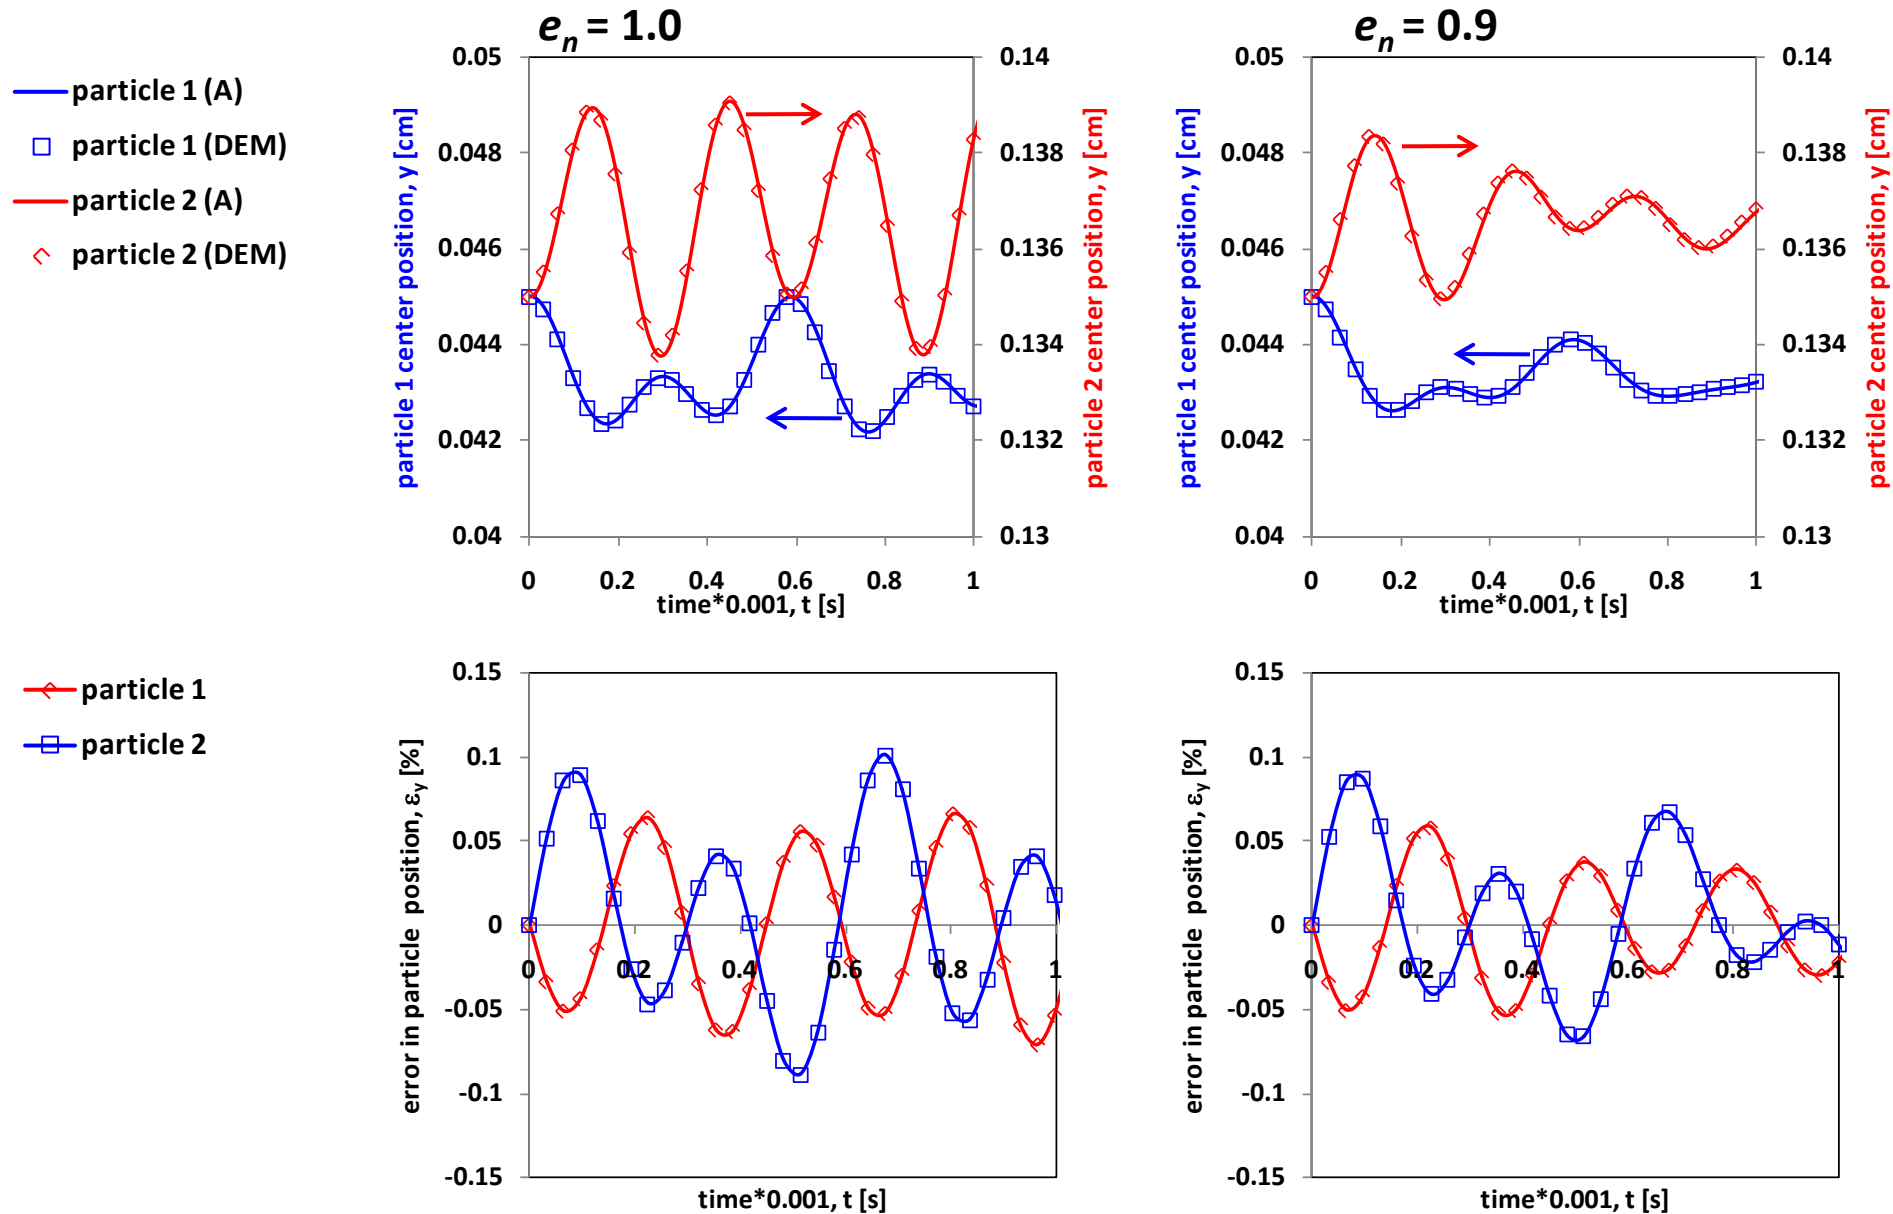 e_n = 1.0
e_n = 0.9
particle 1 (A)
particle 1 (DEM)
particle 2 (A)
particle 2 (DEM)
particle 1 center position, y [cm]
0.05
0.048
0.046
0.044
0.042
0.04
0.14
0.138
0.136
0.134
0.132
0.13
particle 2 center position, y [cm]
0 0.2 0.4 0.6 0.8 1
time*0.001, t [s]
particle 1 center position, y [cm]
0.05
0.048
0.046
0.044
0.042
0.04
0.14
0.138
0.136
0.134
0.132
0.13
particle 2 center position, y [cm]
0 0.2 0.4 0.6 0.8 1
time*0.001, t [s]
particle 1
particle 2
error in particle position, ε_y [%]
0.15
0.1
0.05
0
-0.05
-0.1
-0.15
0 0.2 0.4 0.6 0.8 1
time*0.001, t [s]
error in particle position, ε_y [%]
0.15
0.1
0.05
0
-0.05
-0.1
-0.15
0 0.2 0.4 0.6 0.8 1
time*0.001, t [s]